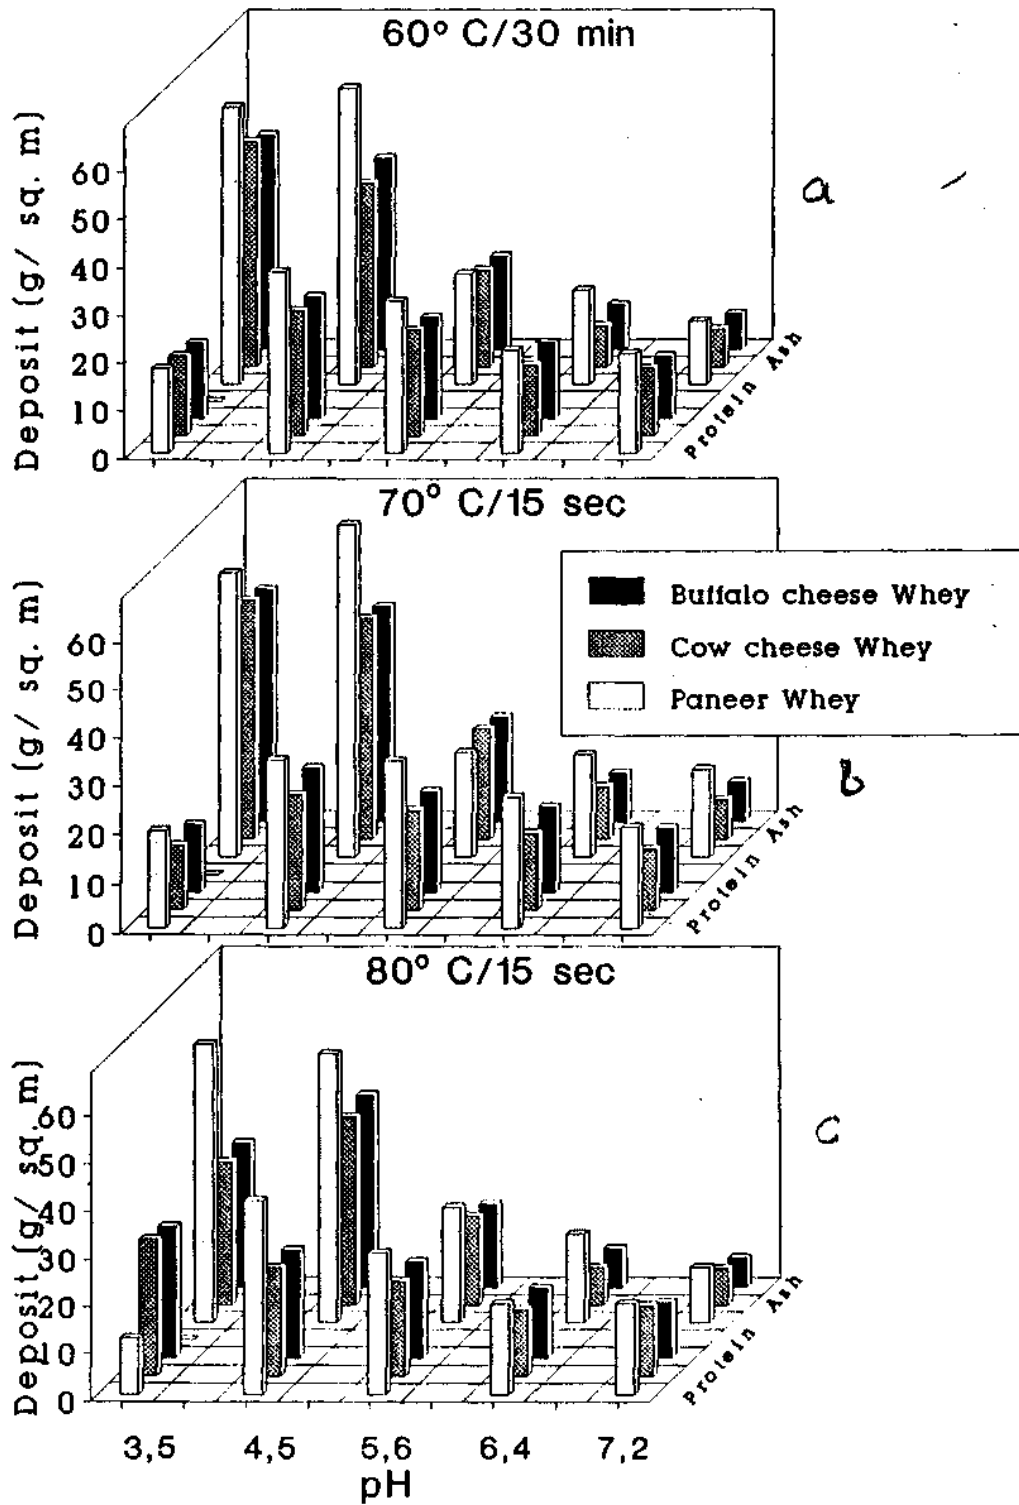 60° C/30 min
Deposit (g/ sq. m)
60
50
40
30
20
10
0
Protein Ash
a
70° C/15 sec
Deposit (g/ sq. m)
60
50
40
30
20
10
0
Buffalo cheese Whey
Cow cheese Whey
Paneer Whey
Protein Ash
b
80° C/15 sec
Deposit (g/ sq. m)
60
50
40
30
20
10
0
Protein Ash
c
3,5 4,5 5,6 6,4 7,2
pH